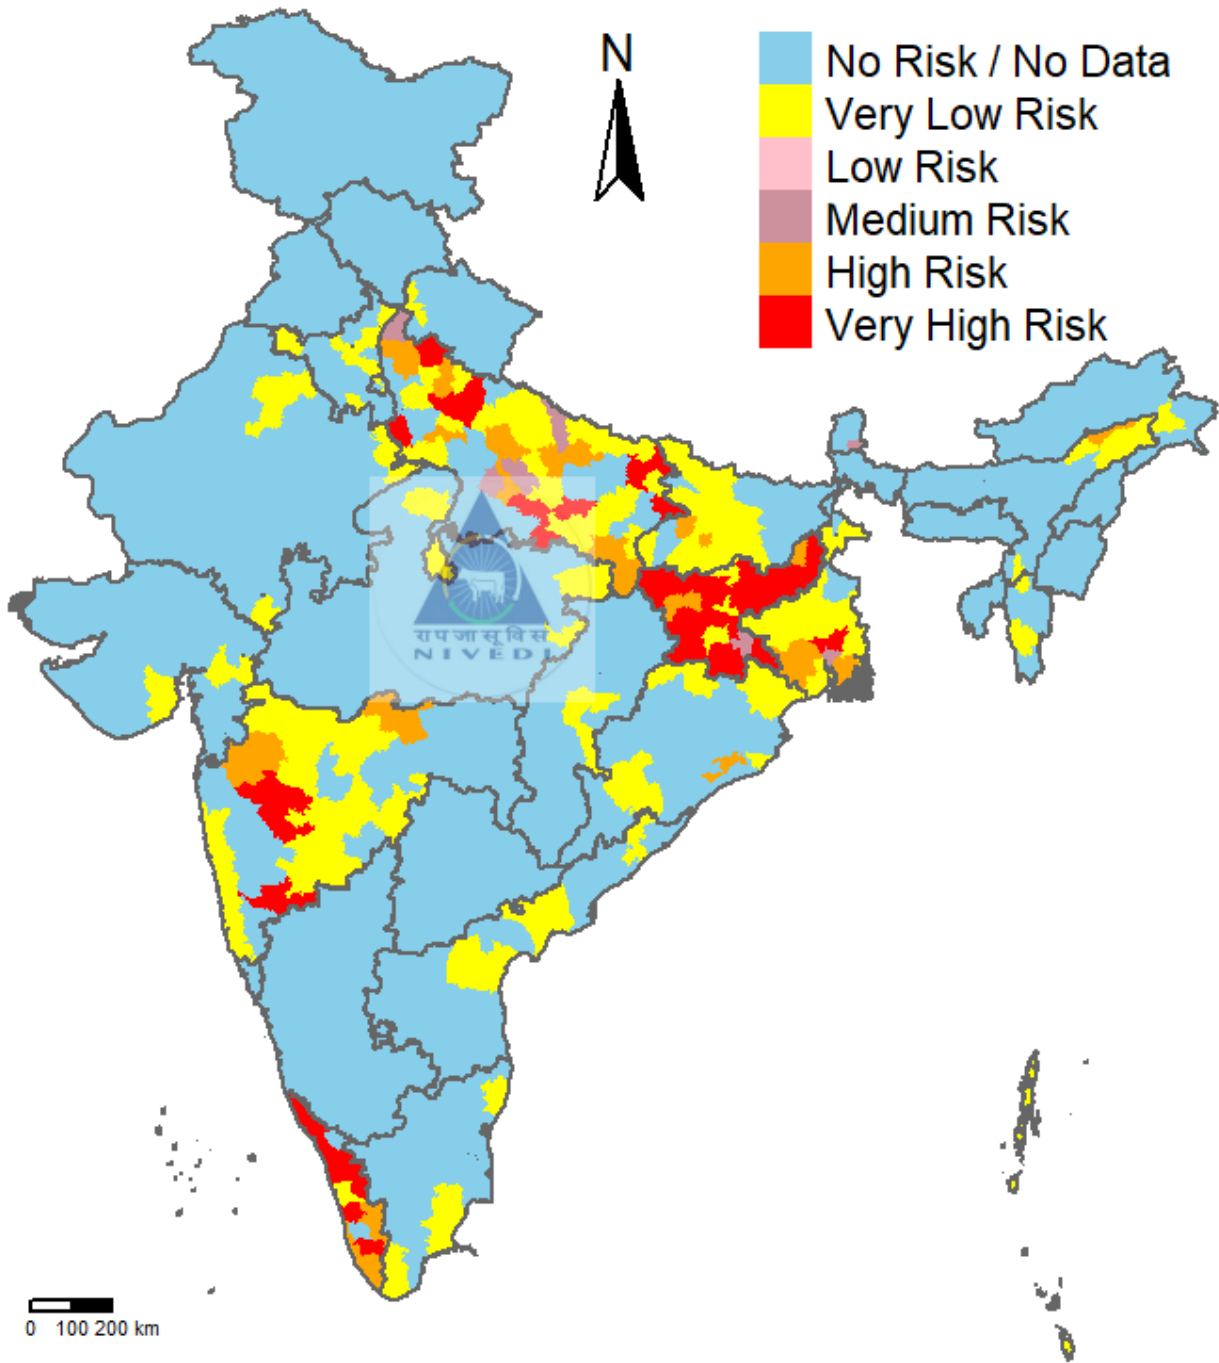 N
No Risk / No Data
Very Low Risk
Low Risk
Medium Risk
High Risk
Very High Risk
रा प जा सू वि सं
NIVEDI
0 100 200 km